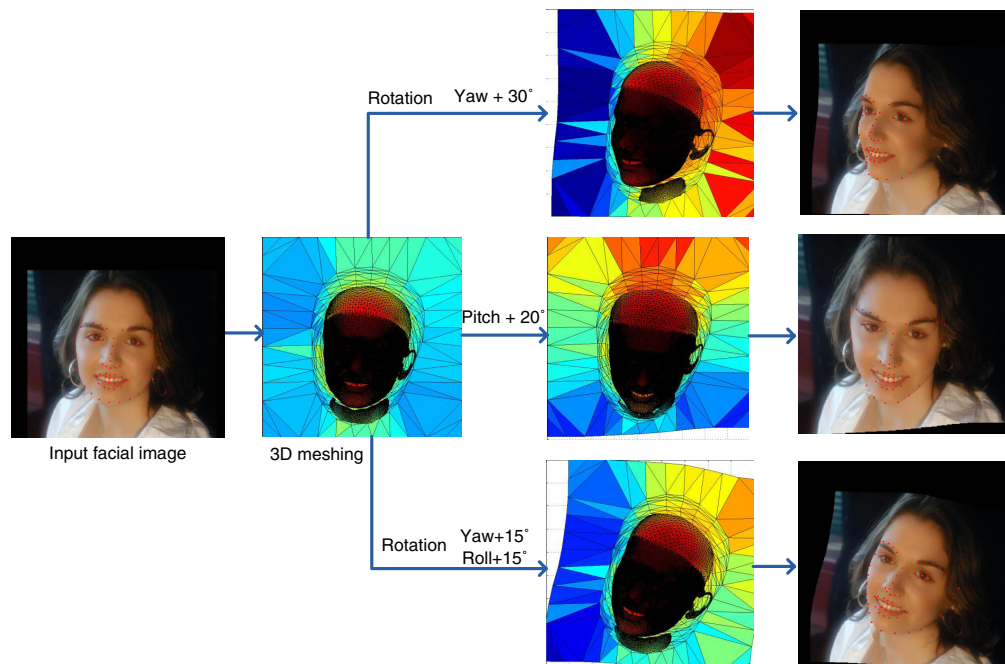 Rotation Yaw + 30˚
Pitch + 20˚
Input facial image
3D meshing
Rotation Yaw+15˚
Roll+15˚